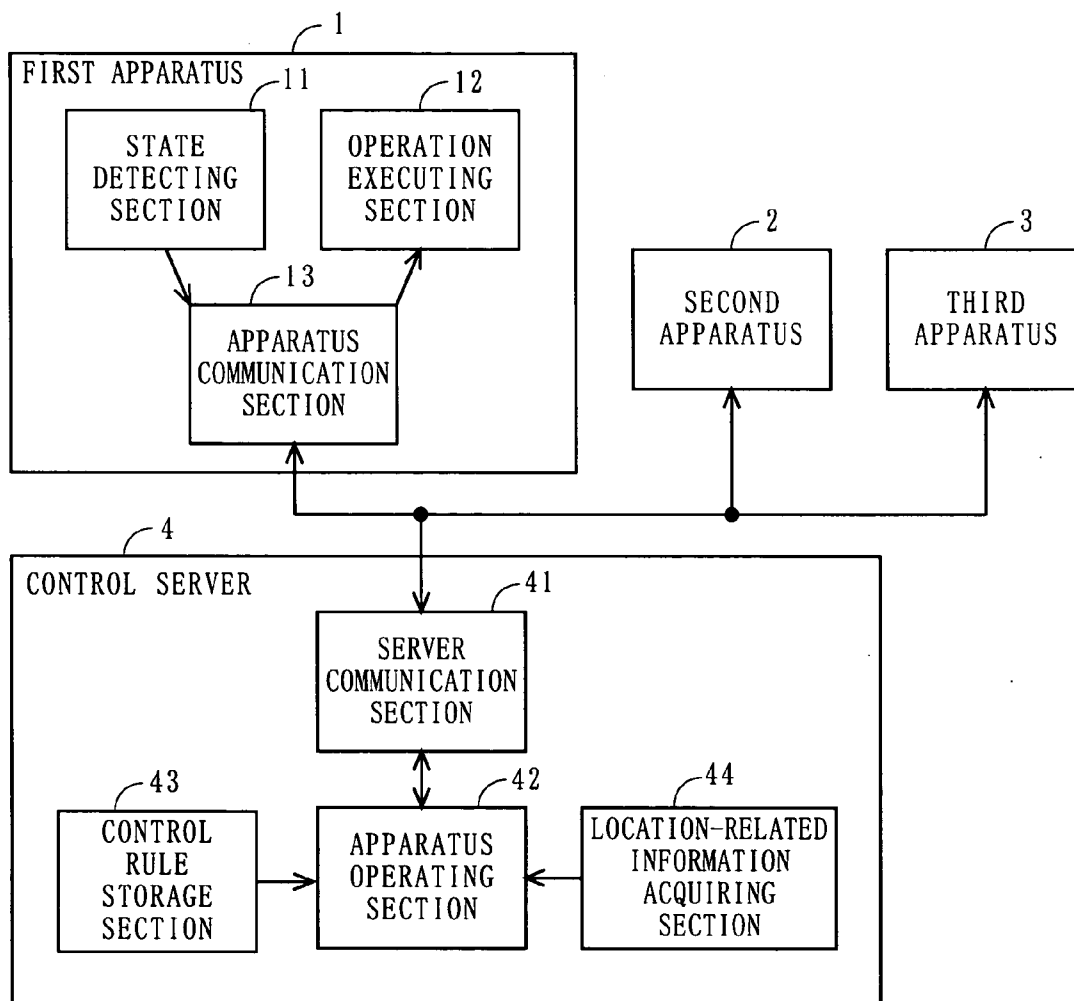 1
FIRST APPARATUS
11
12
STATE
DETECTING
SECTION
OPERATION
EXECUTING
SECTION
13
APPARATUS
COMMUNICATION
SECTION
2
SECOND
APPARATUS
3
THIRD
APPARATUS
4
CONTROL SERVER
41
SERVER
COMMUNICATION
SECTION
43
CONTROL
RULE
STORAGE
SECTION
42
APPARATUS
OPERATING
SECTION
44
LOCATION-RELATED
INFORMATION
ACQUIRING
SECTION